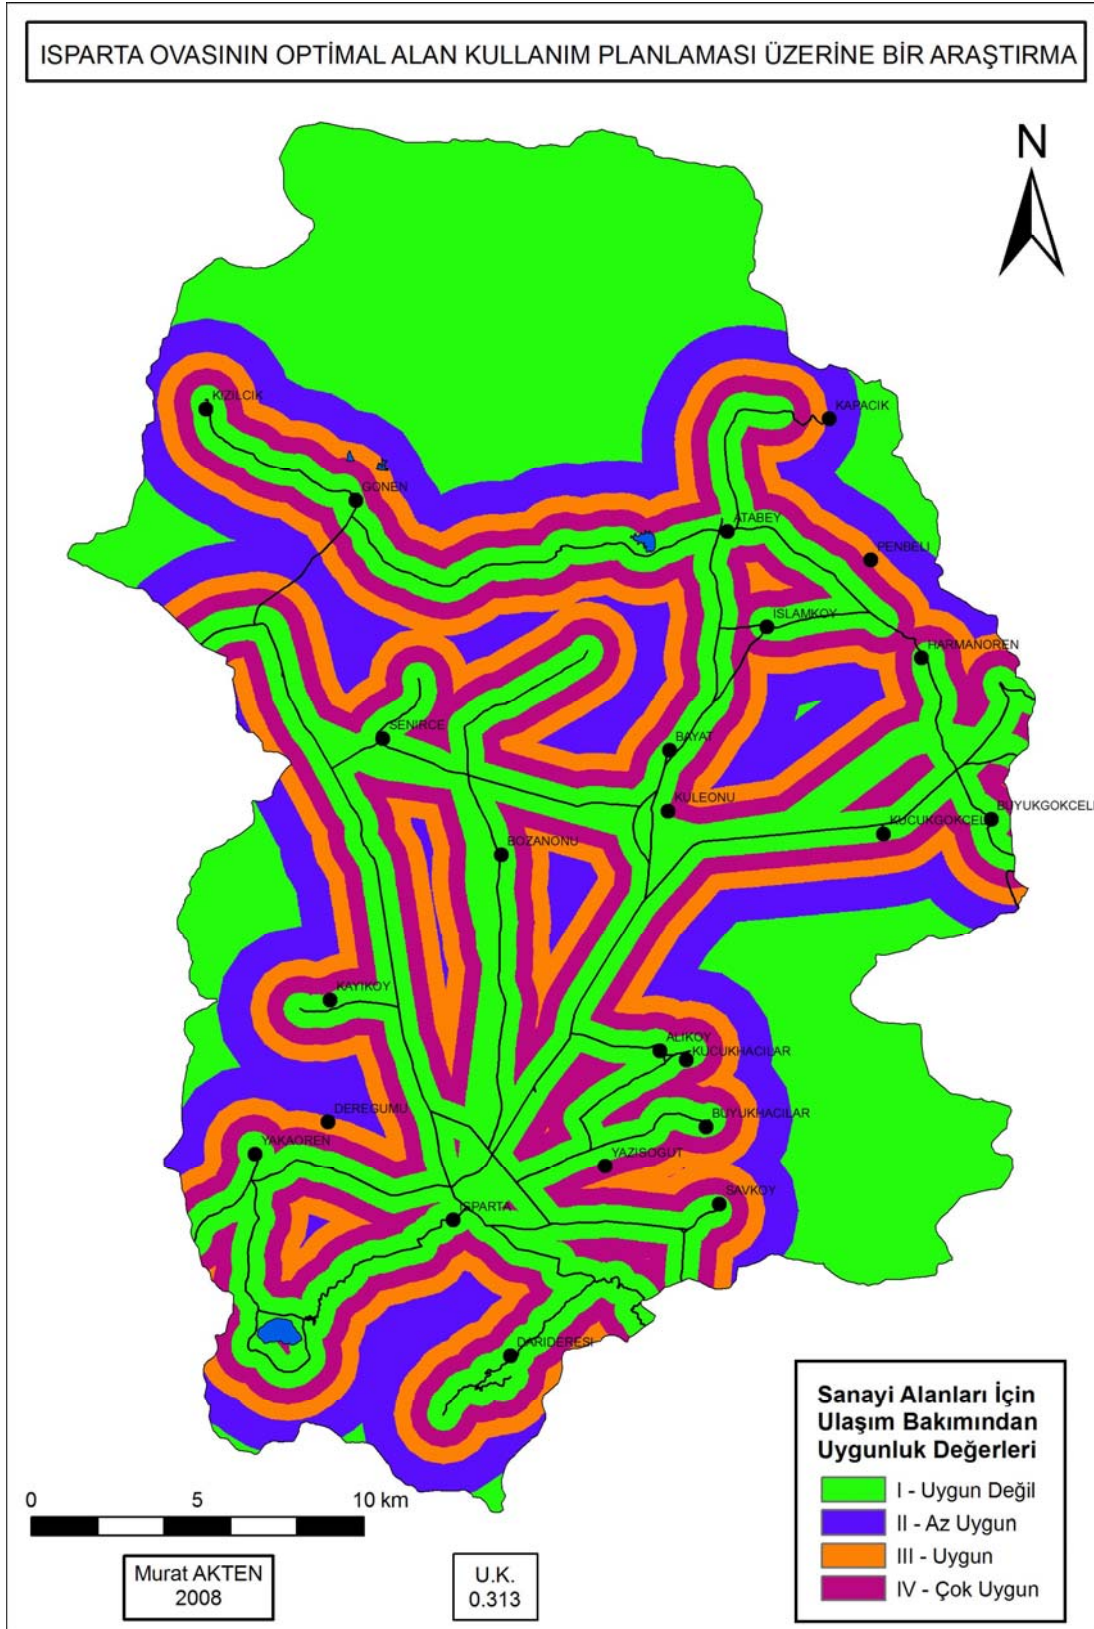 ISPARTA OVASININ OPTİMAL ALAN KULLANIM PLANLAMASI ÜZERİNE BİR ARAŞTIRMA
N
KIZILCIK
KAPACIK
GONEN
ATABEY
PENBELI
ISLAMKOY
HARMANOREN
SENIRCE
BAYAT
KULEONU
BUYUKGOKCELI
KUCUKGOKCELI
BOZANONU
KAYIKOY
ALIKOY
KUCUKHACILAR
DEREGUMU
BUYUKHACILAR
YAKAOREN
YAZISOGUT
SAVKOY
ISPARTA
DARIDERESI
Sanayi Alanları İçin
Ulaşım Bakımından
Uygunluk Değerleri
I - Uygun Değil
II - Az Uygun
III - Uygun
IV - Çok Uygun
0 5 10 km
Murat AKTEN
2008
U.K.
0.313